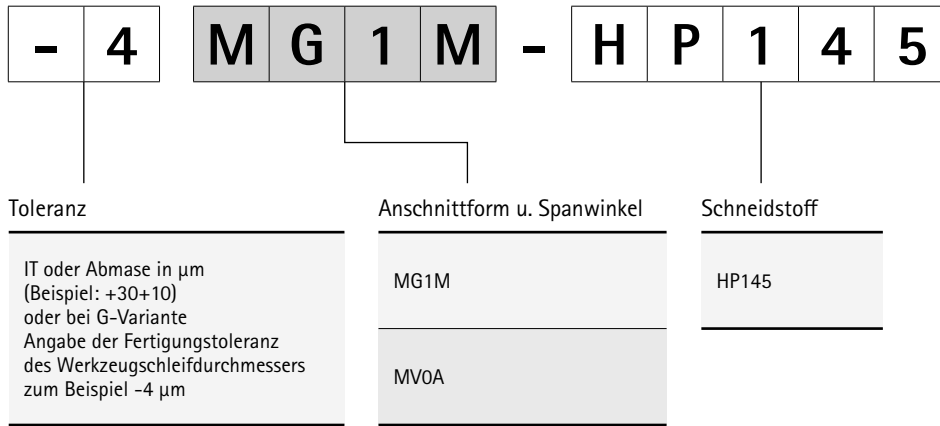 - 4 M G 1 M - H P 1 4 5
Toleranz
IT oder Abmase in µm
(Beispiel: +30+10)
oder bei G-Variante
Angabe der Fertigungstoleranz
des Werkzeugschleifdurchmessers
zum Beispiel -4 µm
Anschnittform u. Spanwinkel
MG1M
MV0A
Schneidstoff
HP145